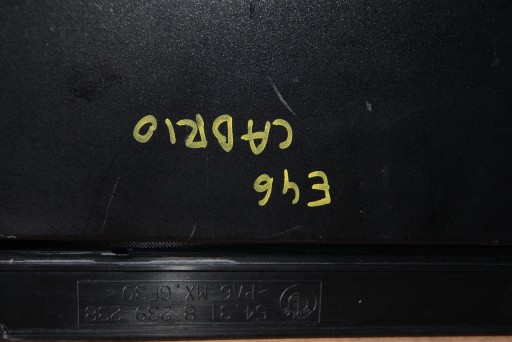 54.31 8 239 238
>PA6-MX, GF30<
E46
CABRIO